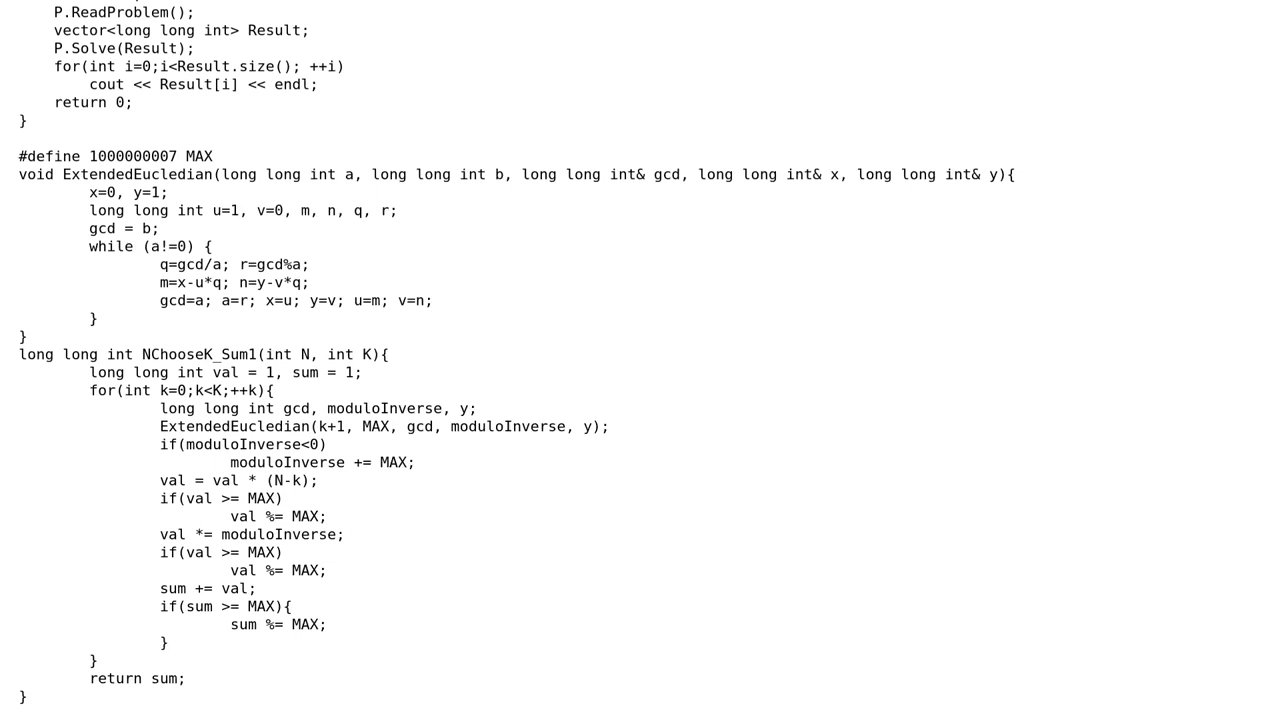 P.ReadProblem();
    vector<long long int> Result;
    P.Solve(Result);
    for(int i=0;i<Result.size(); ++i)
        cout << Result[i] << endl;
    return 0;
}

#define 1000000007 MAX
void ExtendedEucledian(long long int a, long long int b, long long int& gcd, long long int& x, long long int& y){
        x=0, y=1;
        long long int u=1, v=0, m, n, q, r;
        gcd = b;
        while (a!=0) {
                q=gcd/a; r=gcd%a;
                m=x-u*q; n=y-v*q;
                gcd=a; a=r; x=u; y=v; u=m; v=n;
        }
}
long long int NChooseK_Sum1(int N, int K){
        long long int val = 1, sum = 1;
        for(int k=0;k<K;++k){
                long long int gcd, moduloInverse, y;
                ExtendedEucledian(k+1, MAX, gcd, moduloInverse, y);
                if(moduloInverse<0)
                        moduloInverse += MAX;
                val = val * (N-k);
                if(val >= MAX)
                        val %= MAX;
                val *= moduloInverse;
                if(val >= MAX)
                        val %= MAX;
                sum += val;
                if(sum >= MAX){
                        sum %= MAX;
                }
        }
        return sum;
}